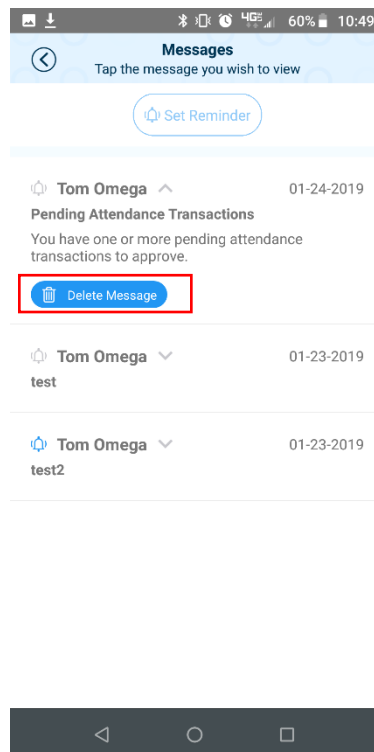 4GE 60% 10:49
Messages
Tap the message you wish to view
Set Reminder
Tom Omega 01-24-2019
Pending Attendance Transactions
You have one or more pending attendance
transactions to approve.
Delete Message
Tom Omega 01-23-2019
test
Tom Omega 01-23-2019
test2